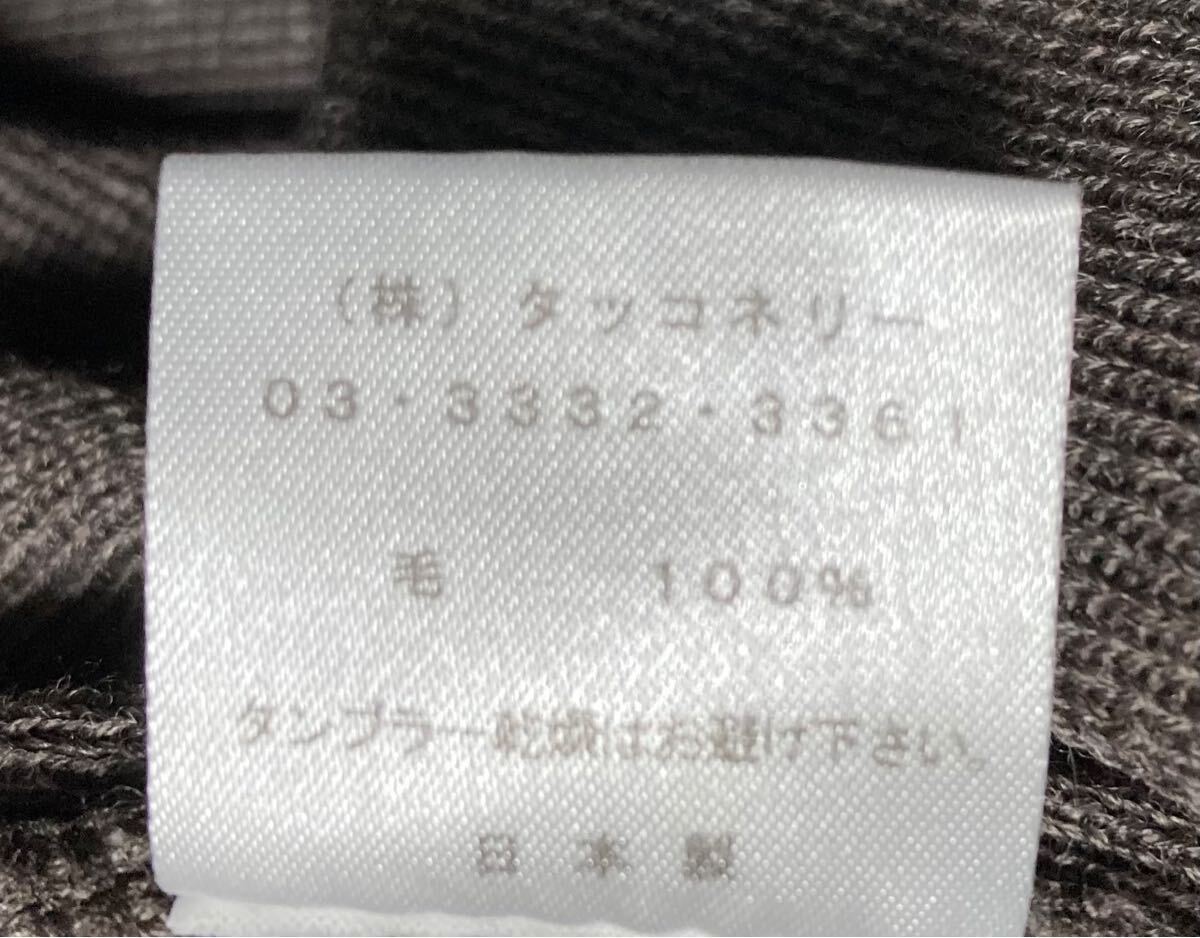 （株）タッコネリー
03・3332・3361
毛 100%
タンブラー乾燥はお避け下さい。
日本製